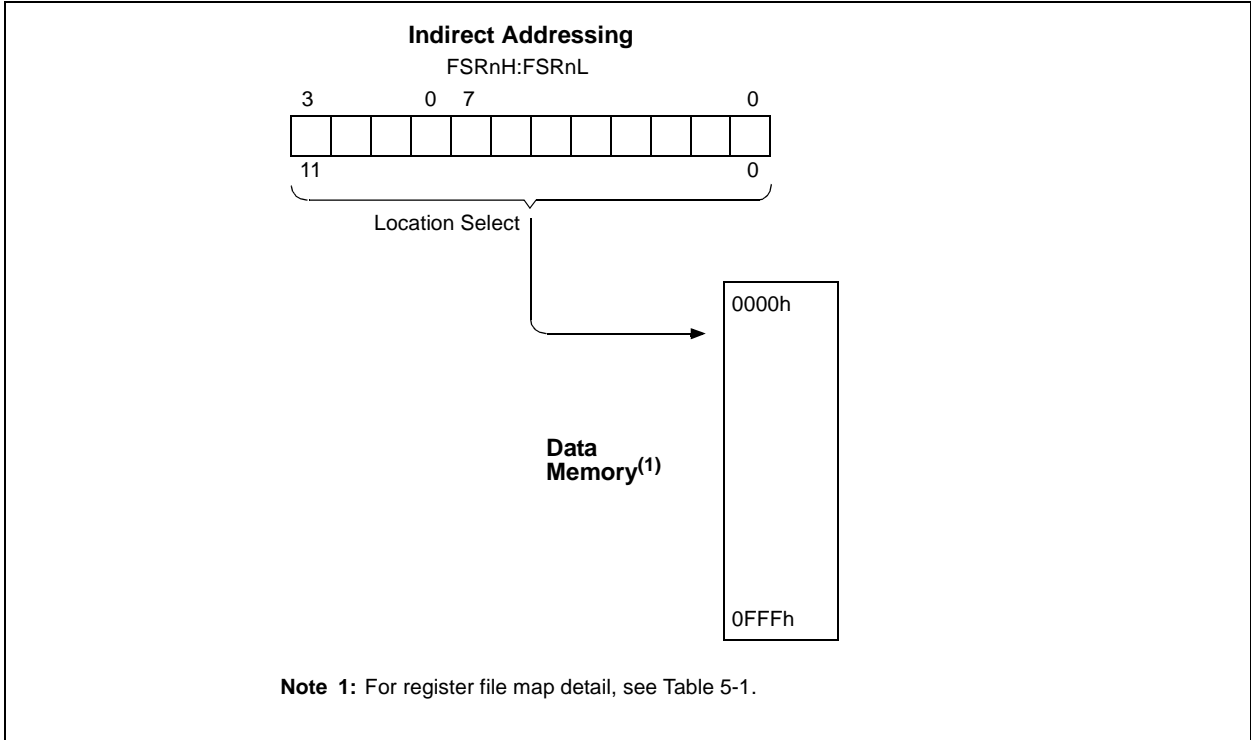 Indirect Addressing
FSRnH:FSRnL
3 0 7 0
11 0
Location Select
0000h
Data
Memory(1)
0FFFh
Note 1: For register file map detail, see Table 5-1.